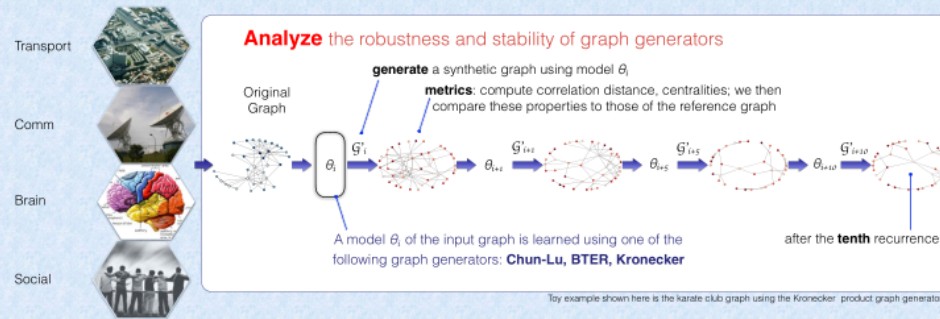 Transport
Comm
Brain
Social
Analyze the robustness and stability of graph generators
generate a synthetic graph using model θi
metrics: compute correlation distance, centralities; we then
compare these properties to those of the reference graph
Original
Graph
θi
G'i
θi+1
G'i+1
θi+5
G'i+5
θi+10
G'i+10
A model θi of the input graph is learned using one of the
following graph generators: Chun-Lu, BTER, Kronecker
after the tenth recurrence
Toy example shown here is the karate club graph using the Kronecker product graph generato